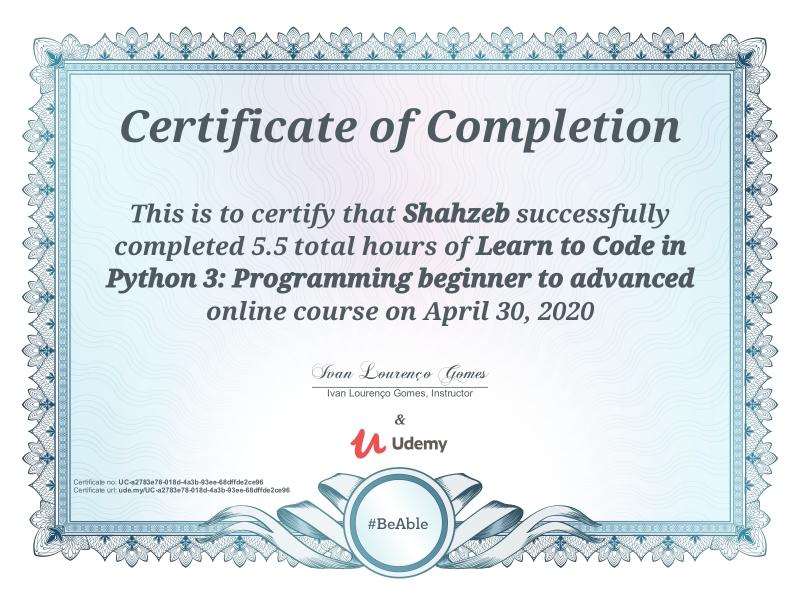 Certificate of Completion
This is to certify that Shahzeb successfully
completed 5.5 total hours of Learn to Code in
Python 3: Programming beginner to advanced
online course on April 30, 2020
Ivan Lourenço Gomes
Ivan Lourenço Gomes, Instructor
&
Udemy
Certificate no: UC-a2783e78-018d-4a3b-93ee-68dffde2ce96
Certificate url: ude.my/UC-a2783e78-018d-4a3b-93ee-68dffde2ce96
#BeAble